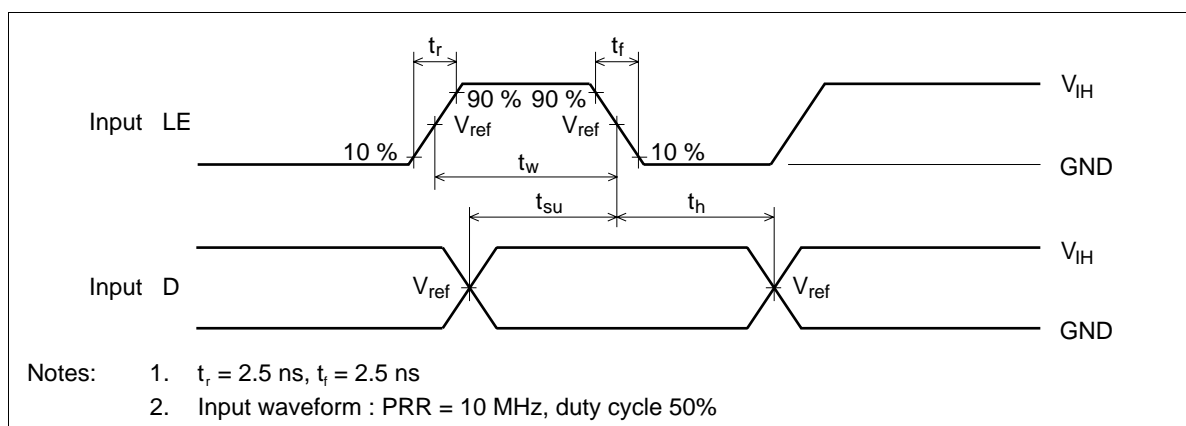 tr tf
90 % 90 %
VIH
Input LE
Vref Vref
10 % 10 %
tw
GND
tsu th
VIH
Input D
Vref Vref
GND
Notes: 1. tr = 2.5 ns, tf = 2.5 ns
2. Input waveform : PRR = 10 MHz, duty cycle 50%